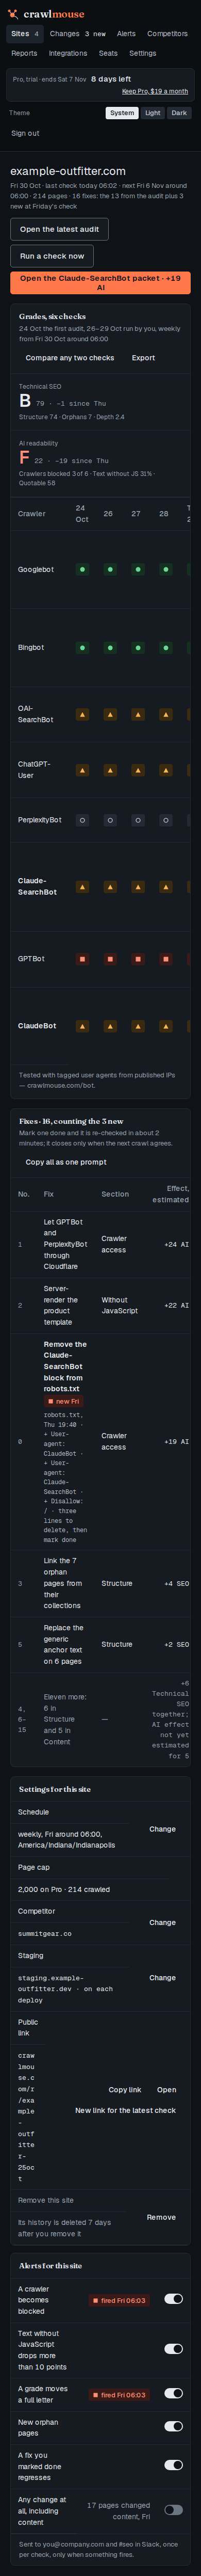 crawlmouse
Sites 4 Changes 3 new Alerts Competitors
Reports Integrations Seats Settings
Pro, trial · ends Sat 7 Nov 8 days left
Keep Pro, $19 a month
Theme System Light Dark
Sign out
example-outfitter.com
Fri 30 Oct · last check today 06:02 · next Fri 6 Nov around
06:00 · 214 pages · 16 fixes: the 13 from the audit plus 3
new at Friday's check
Open the latest audit
Run a check now
Open the Claude-SearchBot packet · +19
AI
Grades, six checks
24 Oct the first audit, 26–29 Oct run by you, weekly
from Fri 30 Oct around 06:00
Compare any two checks Export
Technical SEO
B 79 · −1 since Thu
Structure 74 · Orphans 7 · Depth 2.4
AI readability
F 22 · −19 since Thu
Crawlers blocked 3 of 6 · Text without JS 31% ·
Quotable 58
Crawler 24 26 27 28
Oct
Googlebot
Bingbot
OAI-
SearchBot
ChatGPT-
User
PerplexityBot
Claude-
SearchBot
GPTBot
ClaudeBot
Tested with tagged user agents from published IPs
— crawlmouse.com/bot.
Fixes · 16, counting the 3 new
Mark one done and it is re-checked in about 2
minutes; it closes only when the next crawl agrees.
Copy all as one prompt
No. Fix Section Effect,
estimated
1 Let GPTBot
and
PerplexityBot
through
Cloudflare
Crawler
access
+24 AI
2 Server-
render the
product
template
Without
JavaScript
+22 AI
0 Remove the
Claude-
SearchBot
block from
robots.txt
new Fri
robots.txt,
Thu 19:40 ·
+ User-
agent:
ClaudeBot ·
+ User-
agent:
Claude-
SearchBot ·
+ Disallow:
/ · three
lines to
delete, then
mark done
Crawler
access
+19 AI
3 Link the 7
orphan
pages from
their
collections
Structure
+4 SEO
5 Replace the
generic
anchor text
on 6 pages
Structure
+2 SEO
4,
6–
15
Eleven more:
6 in
Structure
and 5 in
Content
—
+6
Technical
SEO
together;
AI effect
not yet
estimated
for 5
Settings for this site
Schedule
weekly, Fri around 06:00,
America/Indiana/Indianapolis
Change
Page cap
2,000 on Pro · 214 crawled
Competitor
summitgear.co
Change
Staging
staging.example-
outfitter.dev · on each
deploy
Change
Public
link
craw
lmou
se.c
om/r
/exa
mple
-
outf
itte
r-
25oc
t
Copy link Open
New link for the latest check
Remove this site
Its history is deleted 7 days
after you remove it
Remove
Alerts for this site
A crawler
becomes
blocked
fired Fri 06:03
Text without
JavaScript
drops more
than 10 points
A grade moves
a full letter
fired Fri 06:03
New orphan
pages
A fix you
marked done
regresses
Any change at
all, including
content
17 pages changed
content, Fri
Sent to you@company.com and #seo in Slack, once
per check, only when something fires.